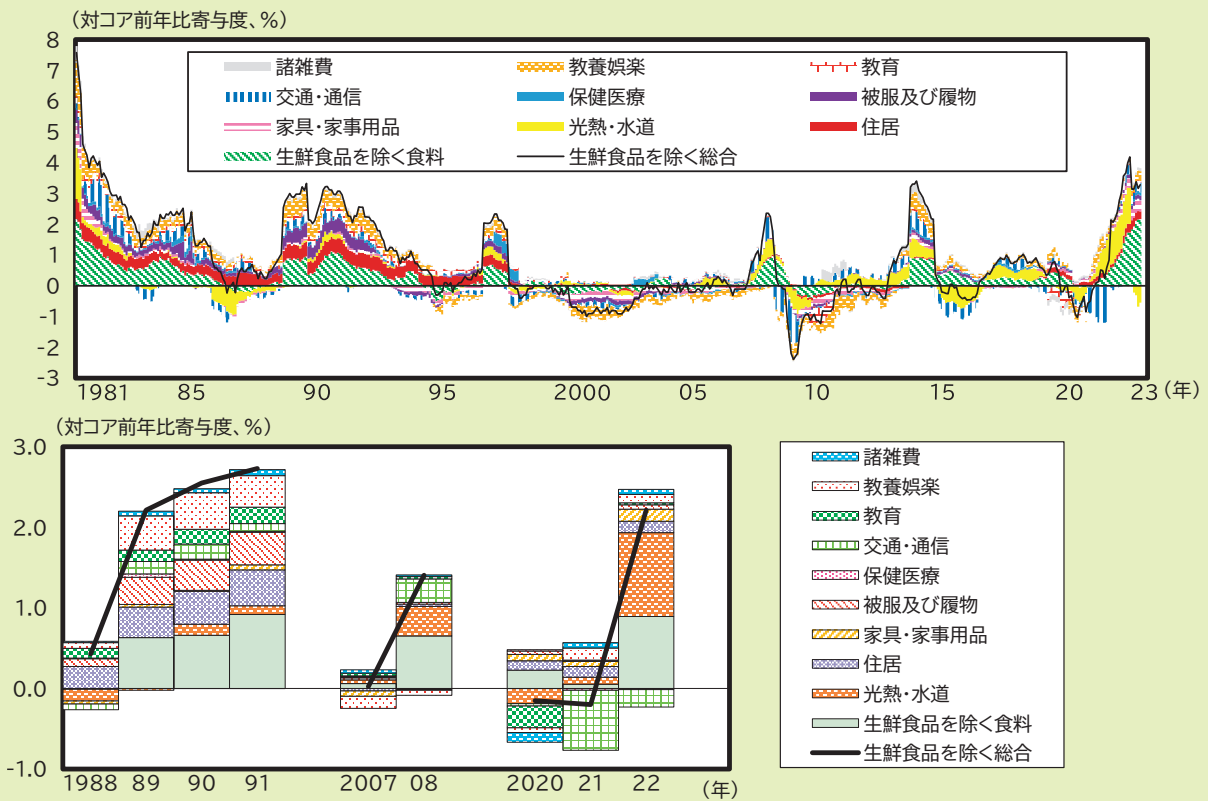 (対コア前年比寄与度、%)
8
7
6
5
4
3
2
1
0
-1
-2
-3
諸雑費 教養娯楽 教育
交通・通信 保健医療 被服及び履物
家具・家事用品 光熱・水道 住居
生鮮食品を除く食料 生鮮食品を除く総合
1981 85 90 95 2000 05 10 15 20 23 (年)
(対コア前年比寄与度、%)
3.0
2.0
1.0
0.0
-1.0
1988 89 90 91 2007 08 2020 21 22 (年)
諸雑費
教養娯楽
教育
交通・通信
保健医療
被服及び履物
家具・家事用品
住居
光熱・水道
生鮮食品を除く食料
生鮮食品を除く総合